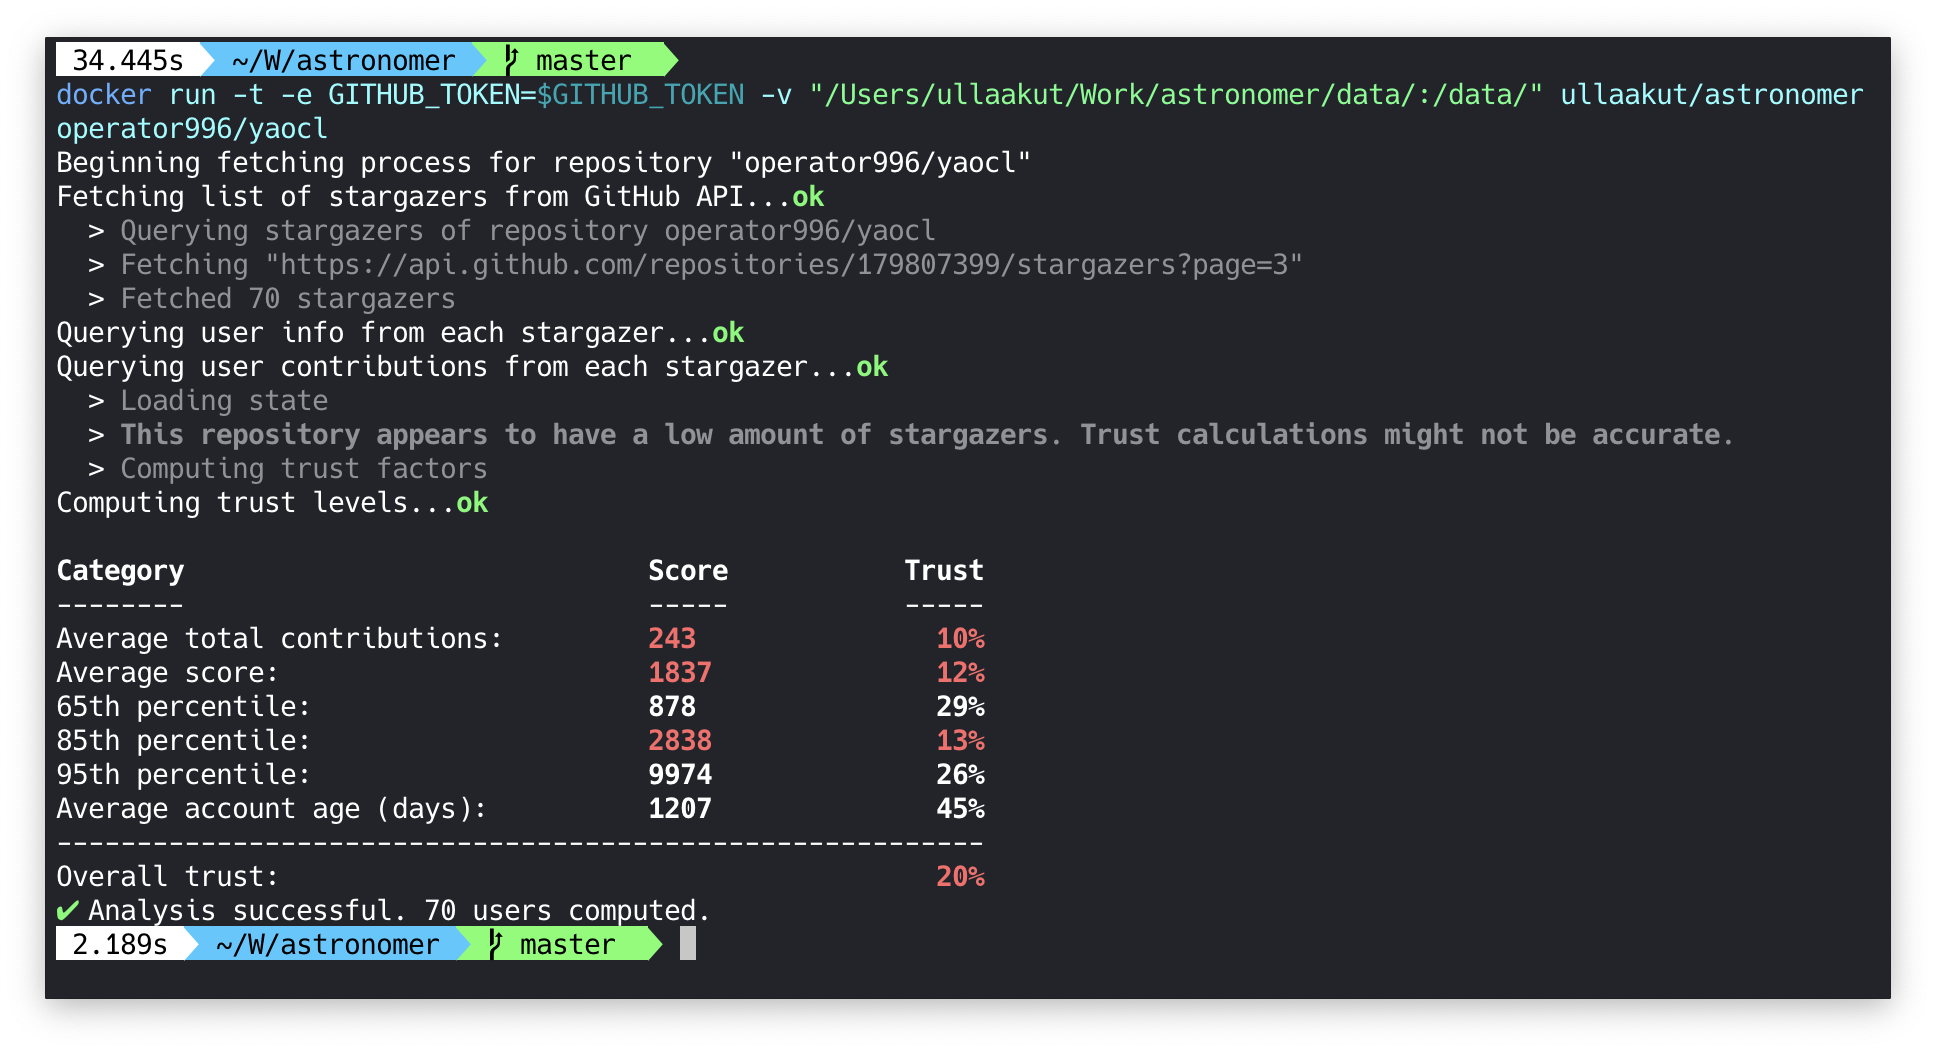 34.445s ~/W/astronomer master
docker run -t -e GITHUB_TOKEN=$GITHUB_TOKEN -v "/Users/ullaakut/Work/astronomer/data/:/data/" ullaakut/astronomer
operator996/yaocl
Beginning fetching process for repository "operator996/yaocl"
Fetching list of stargazers from GitHub API...ok
> Querying stargazers of repository operator996/yaocl
> Fetching "https://api.github.com/repositories/179807399/stargazers?page=3"
> Fetched 70 stargazers
Querying user info from each stargazer...ok
Querying user contributions from each stargazer...ok
> Loading state
> This repository appears to have a low amount of stargazers. Trust calculations might not be accurate.
> Computing trust factors
Computing trust levels...ok
Category Score Trust
-------- ----- -----
Average total contributions: 243 10%
Average score: 1837 12%
65th percentile: 878 29%
85th percentile: 2838 13%
95th percentile: 9974 26%
Average account age (days): 1207 45%
----------------------------------------------------------
Overall trust: 20%
✔ Analysis successful. 70 users computed.
2.189s ~/W/astronomer master